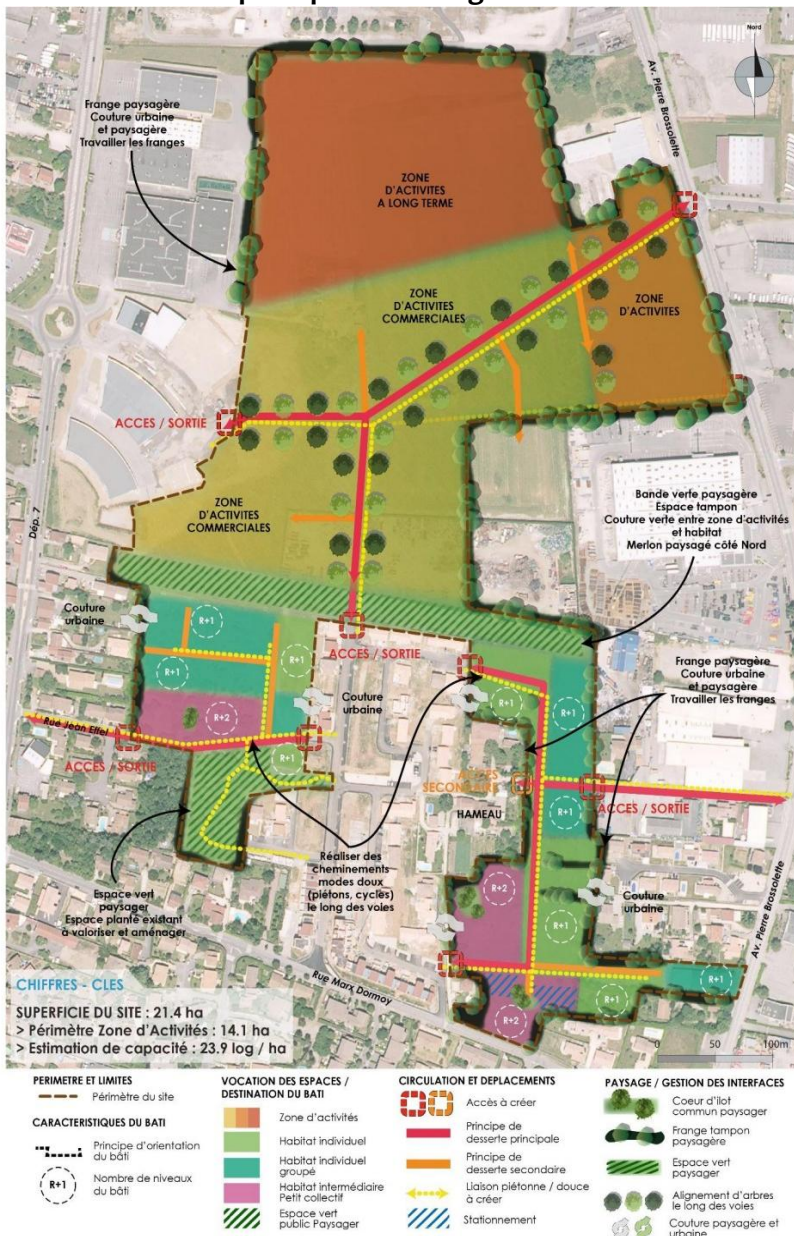 Nord
Av. Pierre Brossolette
Frange paysagère
Couture urbaine
et paysagère
Travailler les franges
ZONE
D'ACTIVITES
A LONG TERME
ZONE
D'ACTIVITES
COMMERCIALES
ZONE
D'ACTIVITES
ACCES / SORTIE
Dép. 7
ZONE
D'ACTIVITES
COMMERCIALES
Bande verte paysagère
Espace tampon
Couture verte entre zone d'activités
et habitat
Merlon paysagé côté Nord
Couture
urbaine
R+1
R+1
R+1
R+1
R+2
ACCES / SORTIE
Couture
urbaine
Frange paysagère
Couture urbaine
et paysagère
Travailler les franges
R+1
R+1
Rue Jean Effel
R+1
ACCES / SORTIE
ACCES
SECONDAIRE
ACCES / SORTIE
HAMEAU
R+1
Réaliser des
cheminements
modes doux
(piétons, cycles)
le long des voies
R+2
R+1
Couture
urbaine
Espace vert
paysager
Espace planté existant
à valoriser et aménager
Av. Pierre Brossolette
Rue Marx Dormoy
R+1
R+1
R+2
CHIFFRES - CLES
SUPERFICIE DU SITE : 21.4 ha
> Périmètre Zone d'Activités : 14.1 ha
> Estimation de capacité : 23.9 log / ha
0 50 100m
PERIMETRE ET LIMITES
Périmètre du site
CARACTERISTIQUES DU BATI
Principe d'orientation
du bâti
R+1
Nombre de niveaux
du bâti
VOCATION DES ESPACES /
DESTINATION DU BATI
Zone d'activités
Habitat individuel
Habitat individuel
groupé
Habitat intermédiaire
Petit collectif
Espace vert
public Paysager
CIRCULATION ET DEPLACEMENTS
Accès à créer
Principe de
desserte principale
Principe de
desserte secondaire
Liaison piétonne / douce
à créer
Stationnement
PAYSAGE / GESTION DES INTERFACES
Coeur d'ilot
commun paysager
Frange tampon
paysagère
Espace vert
paysager
Alignement d'arbres
le long des voies
Couture paysagère et
urbaine